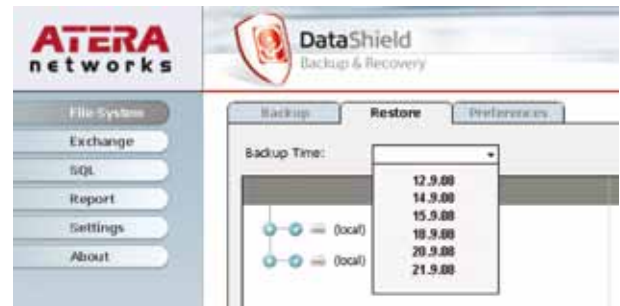 ATERA
networks
DataShield
Backup & Recovery
File System
Exchange
SQL
Report
Settings
About
Backup
Restore
Preferences
Backup Time:
12.9.08
14.9.08
15.9.08
18.9.08
20.9.08
21.9.08
(local)
(local)